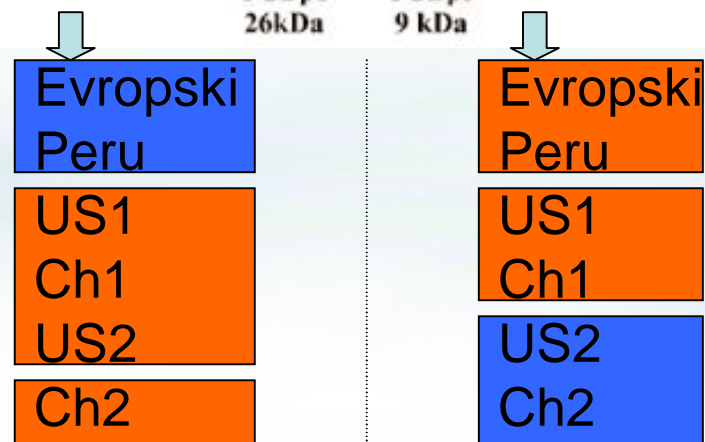 26kDa 9 kDa
Evropski
Peru
US1
Ch1
US2
Ch2
Evropski
Peru
US1
Ch1
US2
Ch2